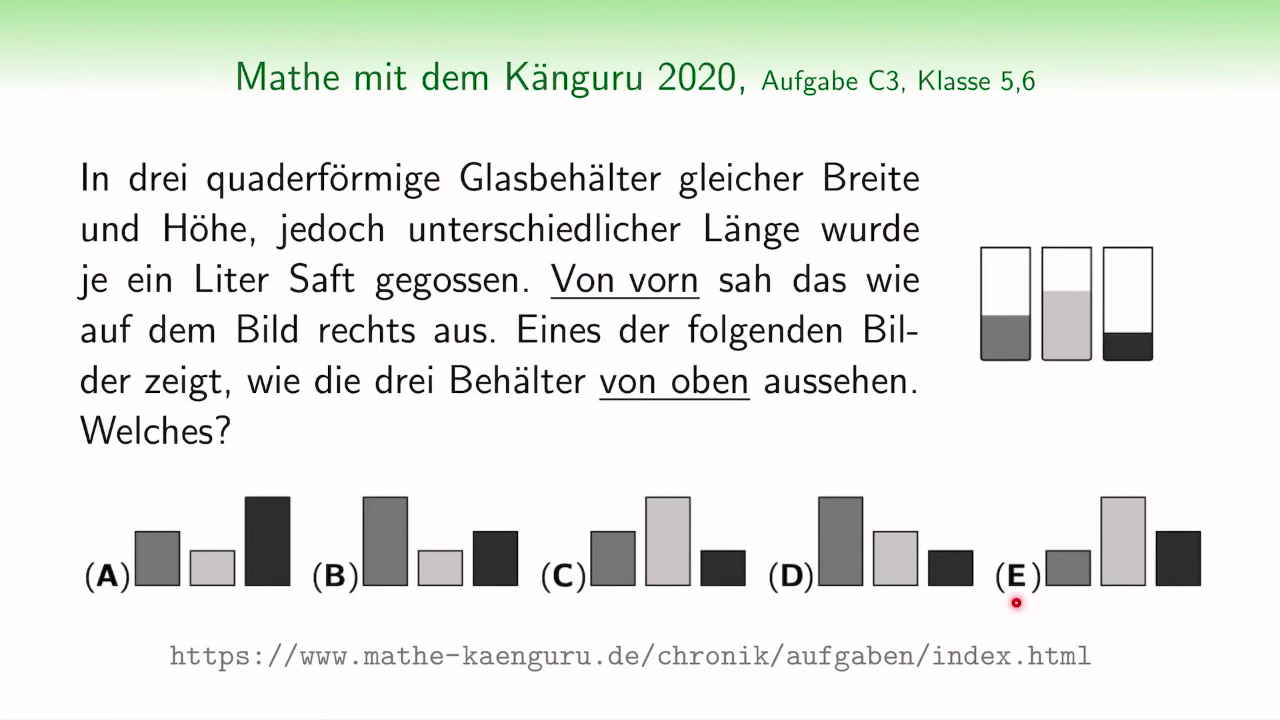 Mathe mit dem Känguru 2020, Aufgabe C3, Klasse 5,6
In drei quaderförmige Glasbehälter gleicher Breite
und Höhe, jedoch unterschiedlicher Länge wurde
je ein Liter Saft gegossen. Von vorn sah das wie
auf dem Bild rechts aus. Eines der folgenden Bil-
der zeigt, wie die drei Behälter von oben aussehen.
Welches?
(A) (B) (C) (D) (E)
https://www.mathe-kaenguru.de/chronik/aufgaben/index.html